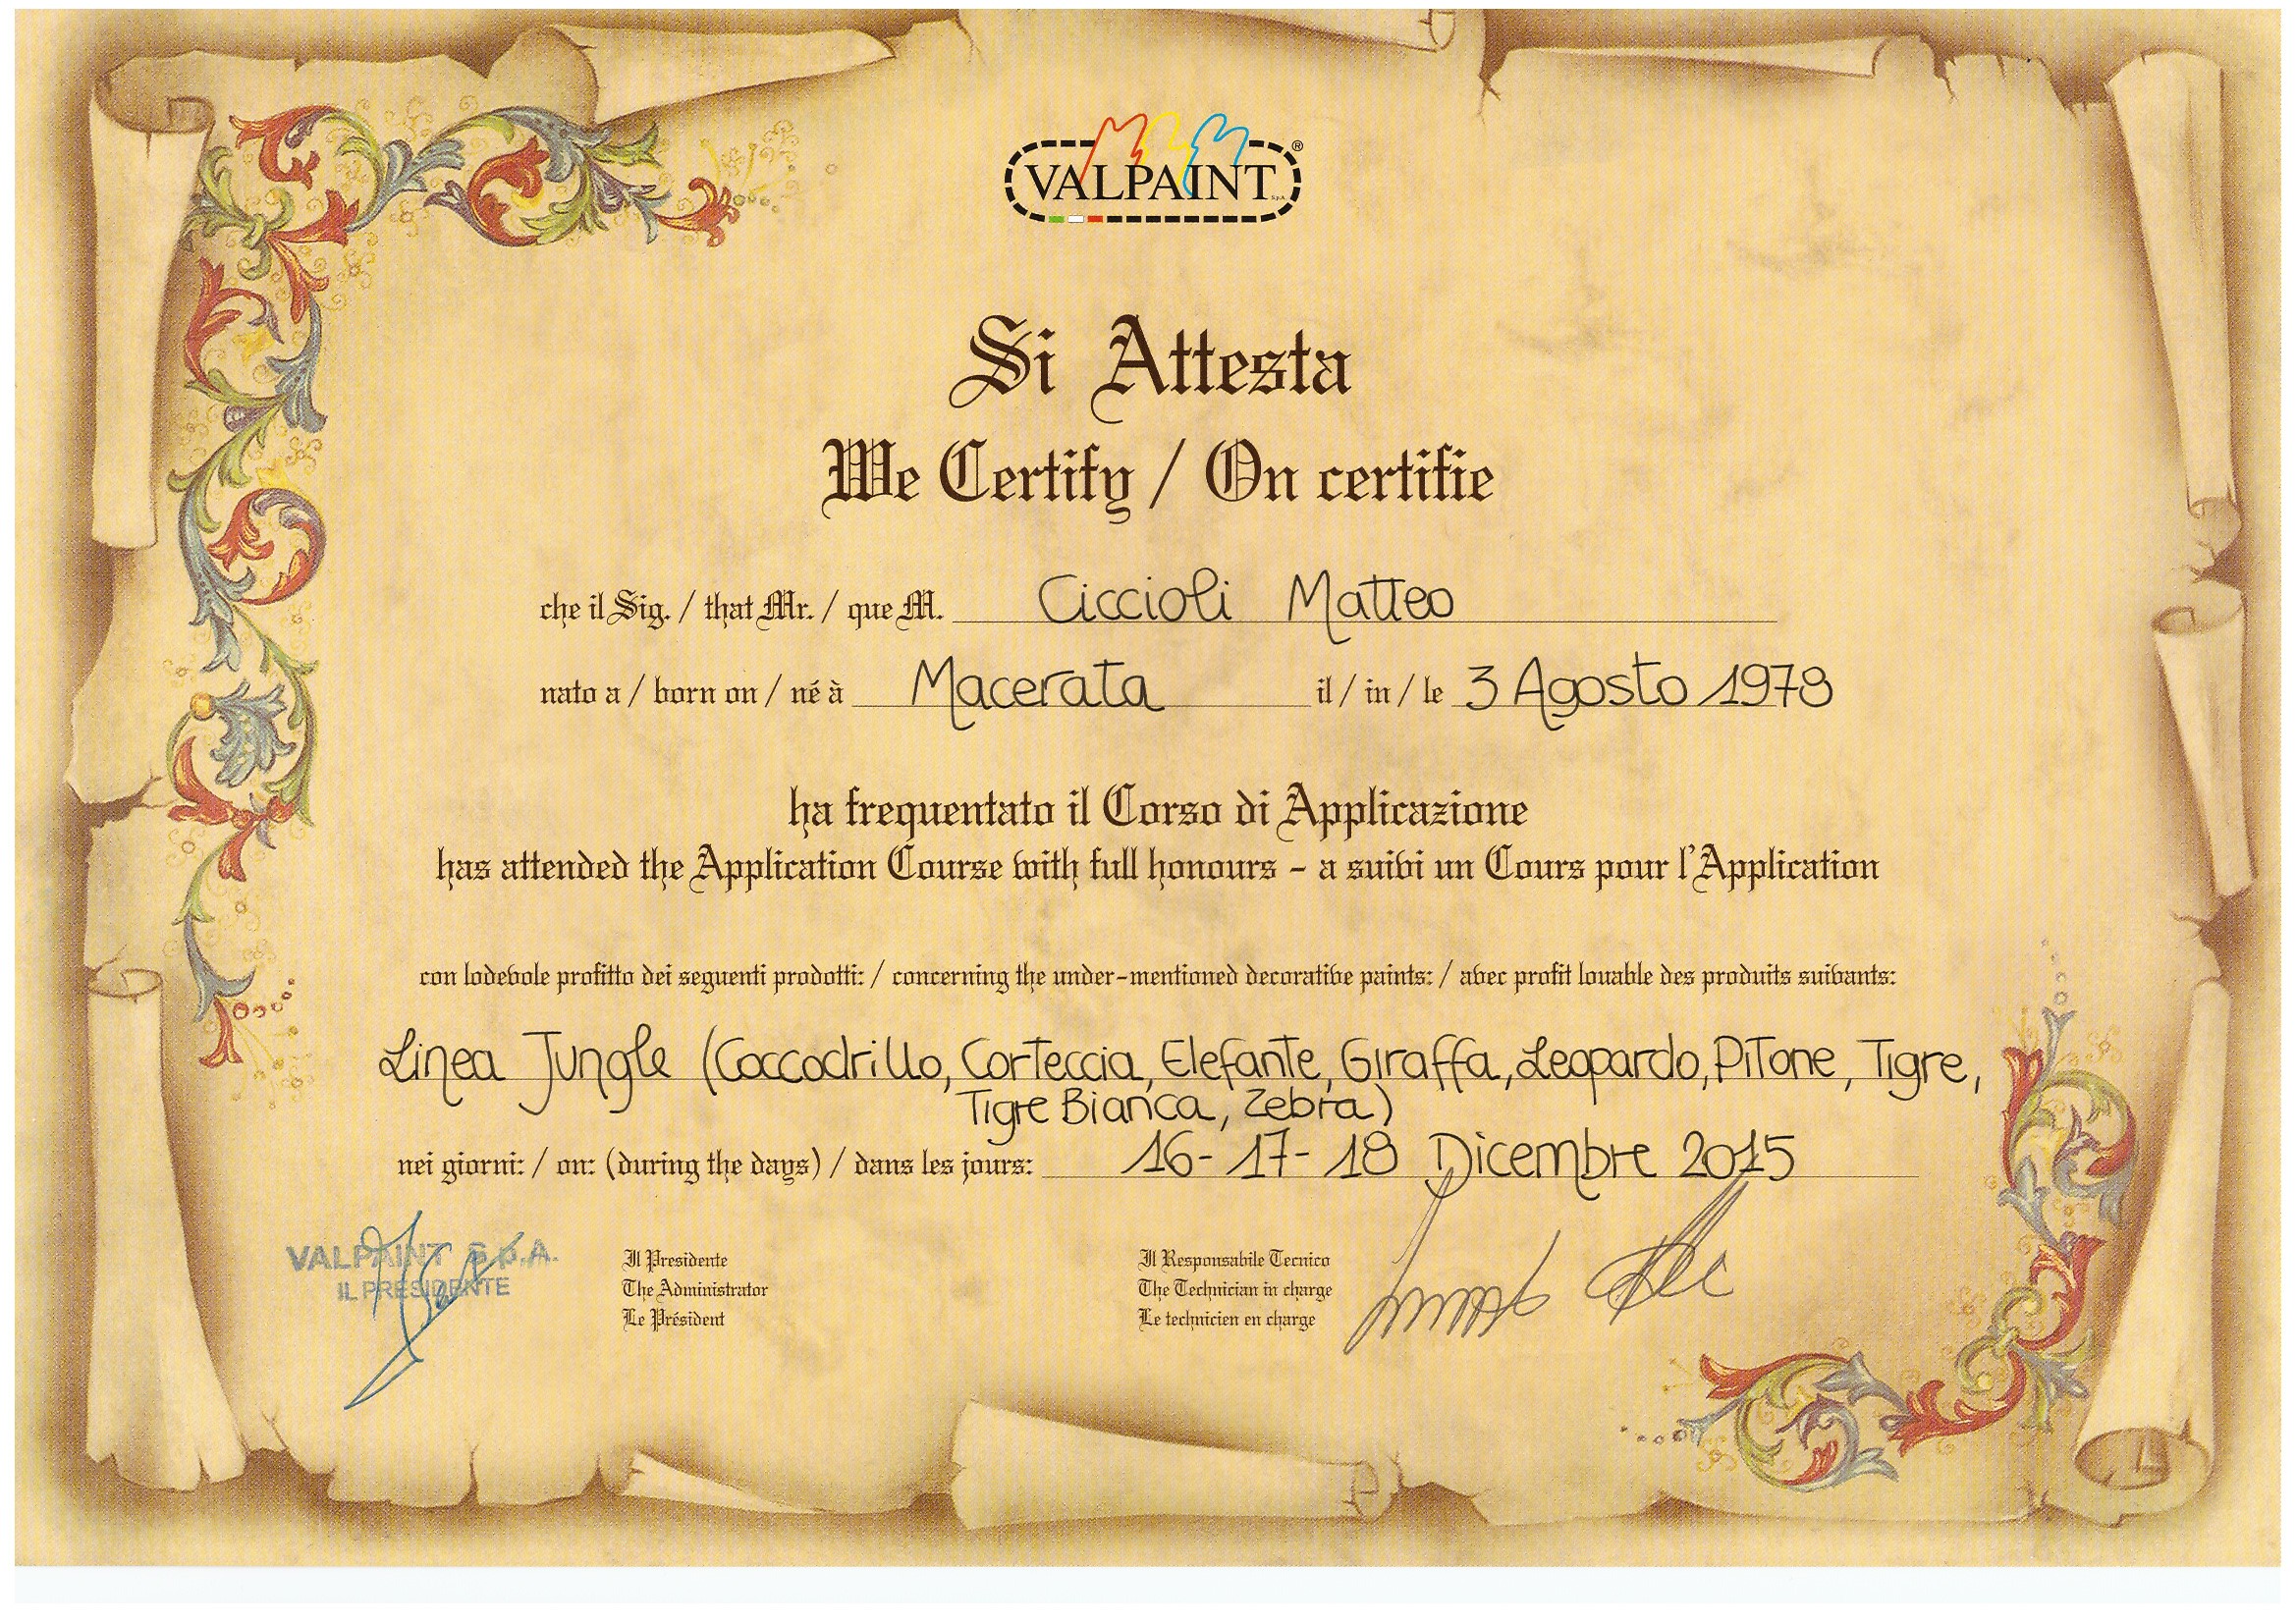 VALPAINT S.p.A. ®
Si Attesta
We Certify / On certifie
che il Sig. / that Mr. / que M. Ciccioli Matteo
nato a / born on / né à Macerata il / in / le 3 Agosto 1978
ha frequentato il Corso di Applicazione
has attended the Application Course with full honours - a suivi un Cours pour l'Application
con lodevole profitto dei seguenti prodotti: / concerning the under-mentioned decorative paints: / avec profit louable des produits suivants:
Linea Jungle (Coccodrillo, Corteccia, Elefante, Giraffa, Leopardo, Pitone, Tigre,
Tigre Bianca, Zebra)
nei giorni: / on: (during the days) / dans les jours: 16-17-18 Dicembre 2015
VALPAINT S.p.A.
IL PRESIDENTE
Il Presidente
The Administrator
Le Président
Il Responsabile Tecnico
The Technician in charge
Le technicien en charge